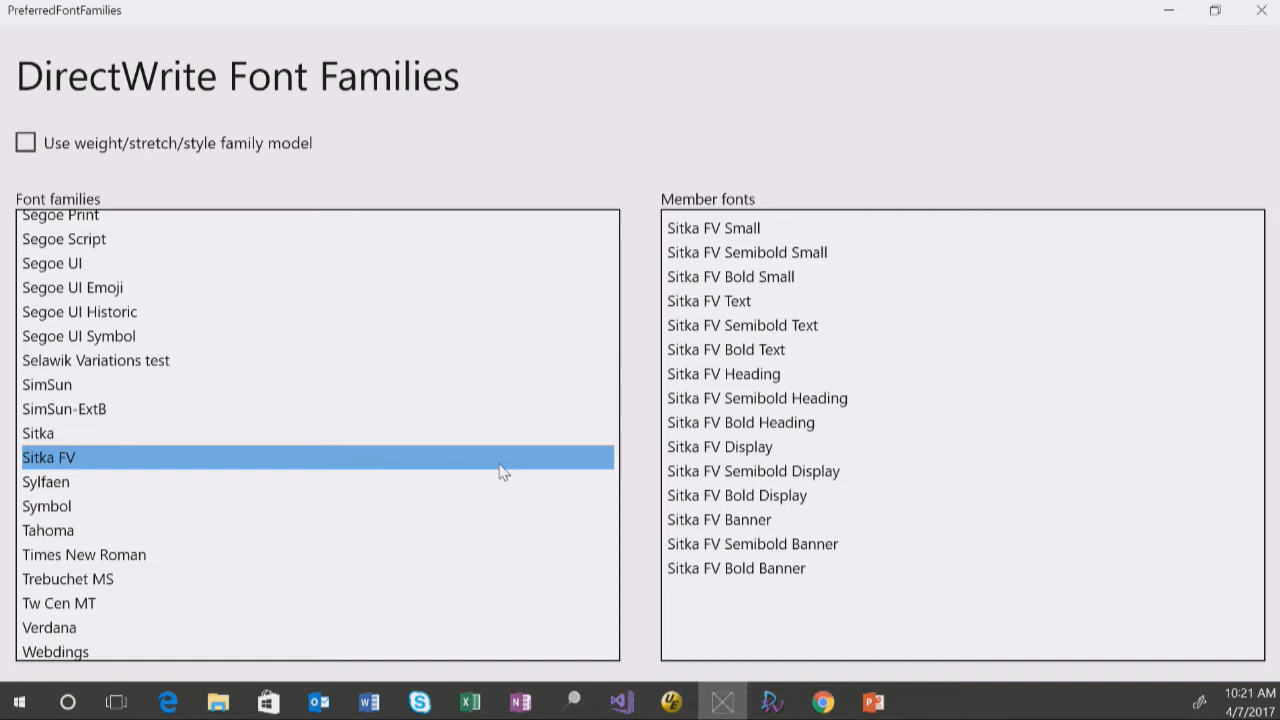 PreferredFontFamilies
DirectWrite Font Families
Use weight/stretch/style family model
Font families
Segoe Print
Segoe Script
Segoe UI
Segoe UI Emoji
Segoe UI Historic
Segoe UI Symbol
Selawik Variations test
SimSun
SimSun-ExtB
Sitka
Sitka FV
Sylfaen
Symbol
Tahoma
Times New Roman
Trebuchet MS
Tw Cen MT
Verdana
Webdings
Member fonts
Sitka FV Small
Sitka FV Semibold Small
Sitka FV Bold Small
Sitka FV Text
Sitka FV Semibold Text
Sitka FV Bold Text
Sitka FV Heading
Sitka FV Semibold Heading
Sitka FV Bold Heading
Sitka FV Display
Sitka FV Semibold Display
Sitka FV Bold Display
Sitka FV Banner
Sitka FV Semibold Banner
Sitka FV Bold Banner
10:21 AM
4/7/2017